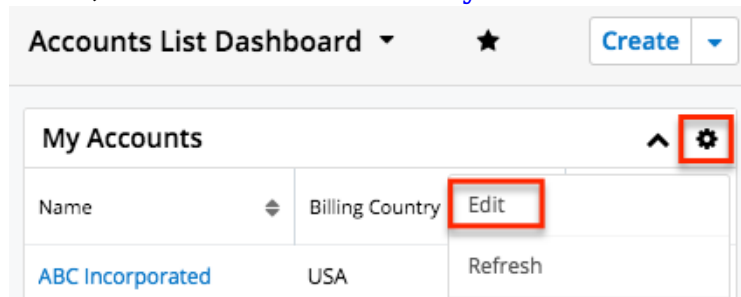 Accounts List Dashboard
Create
My Accounts
Name
Billing Country
Edit
ABC Incorporated
USA
Refresh